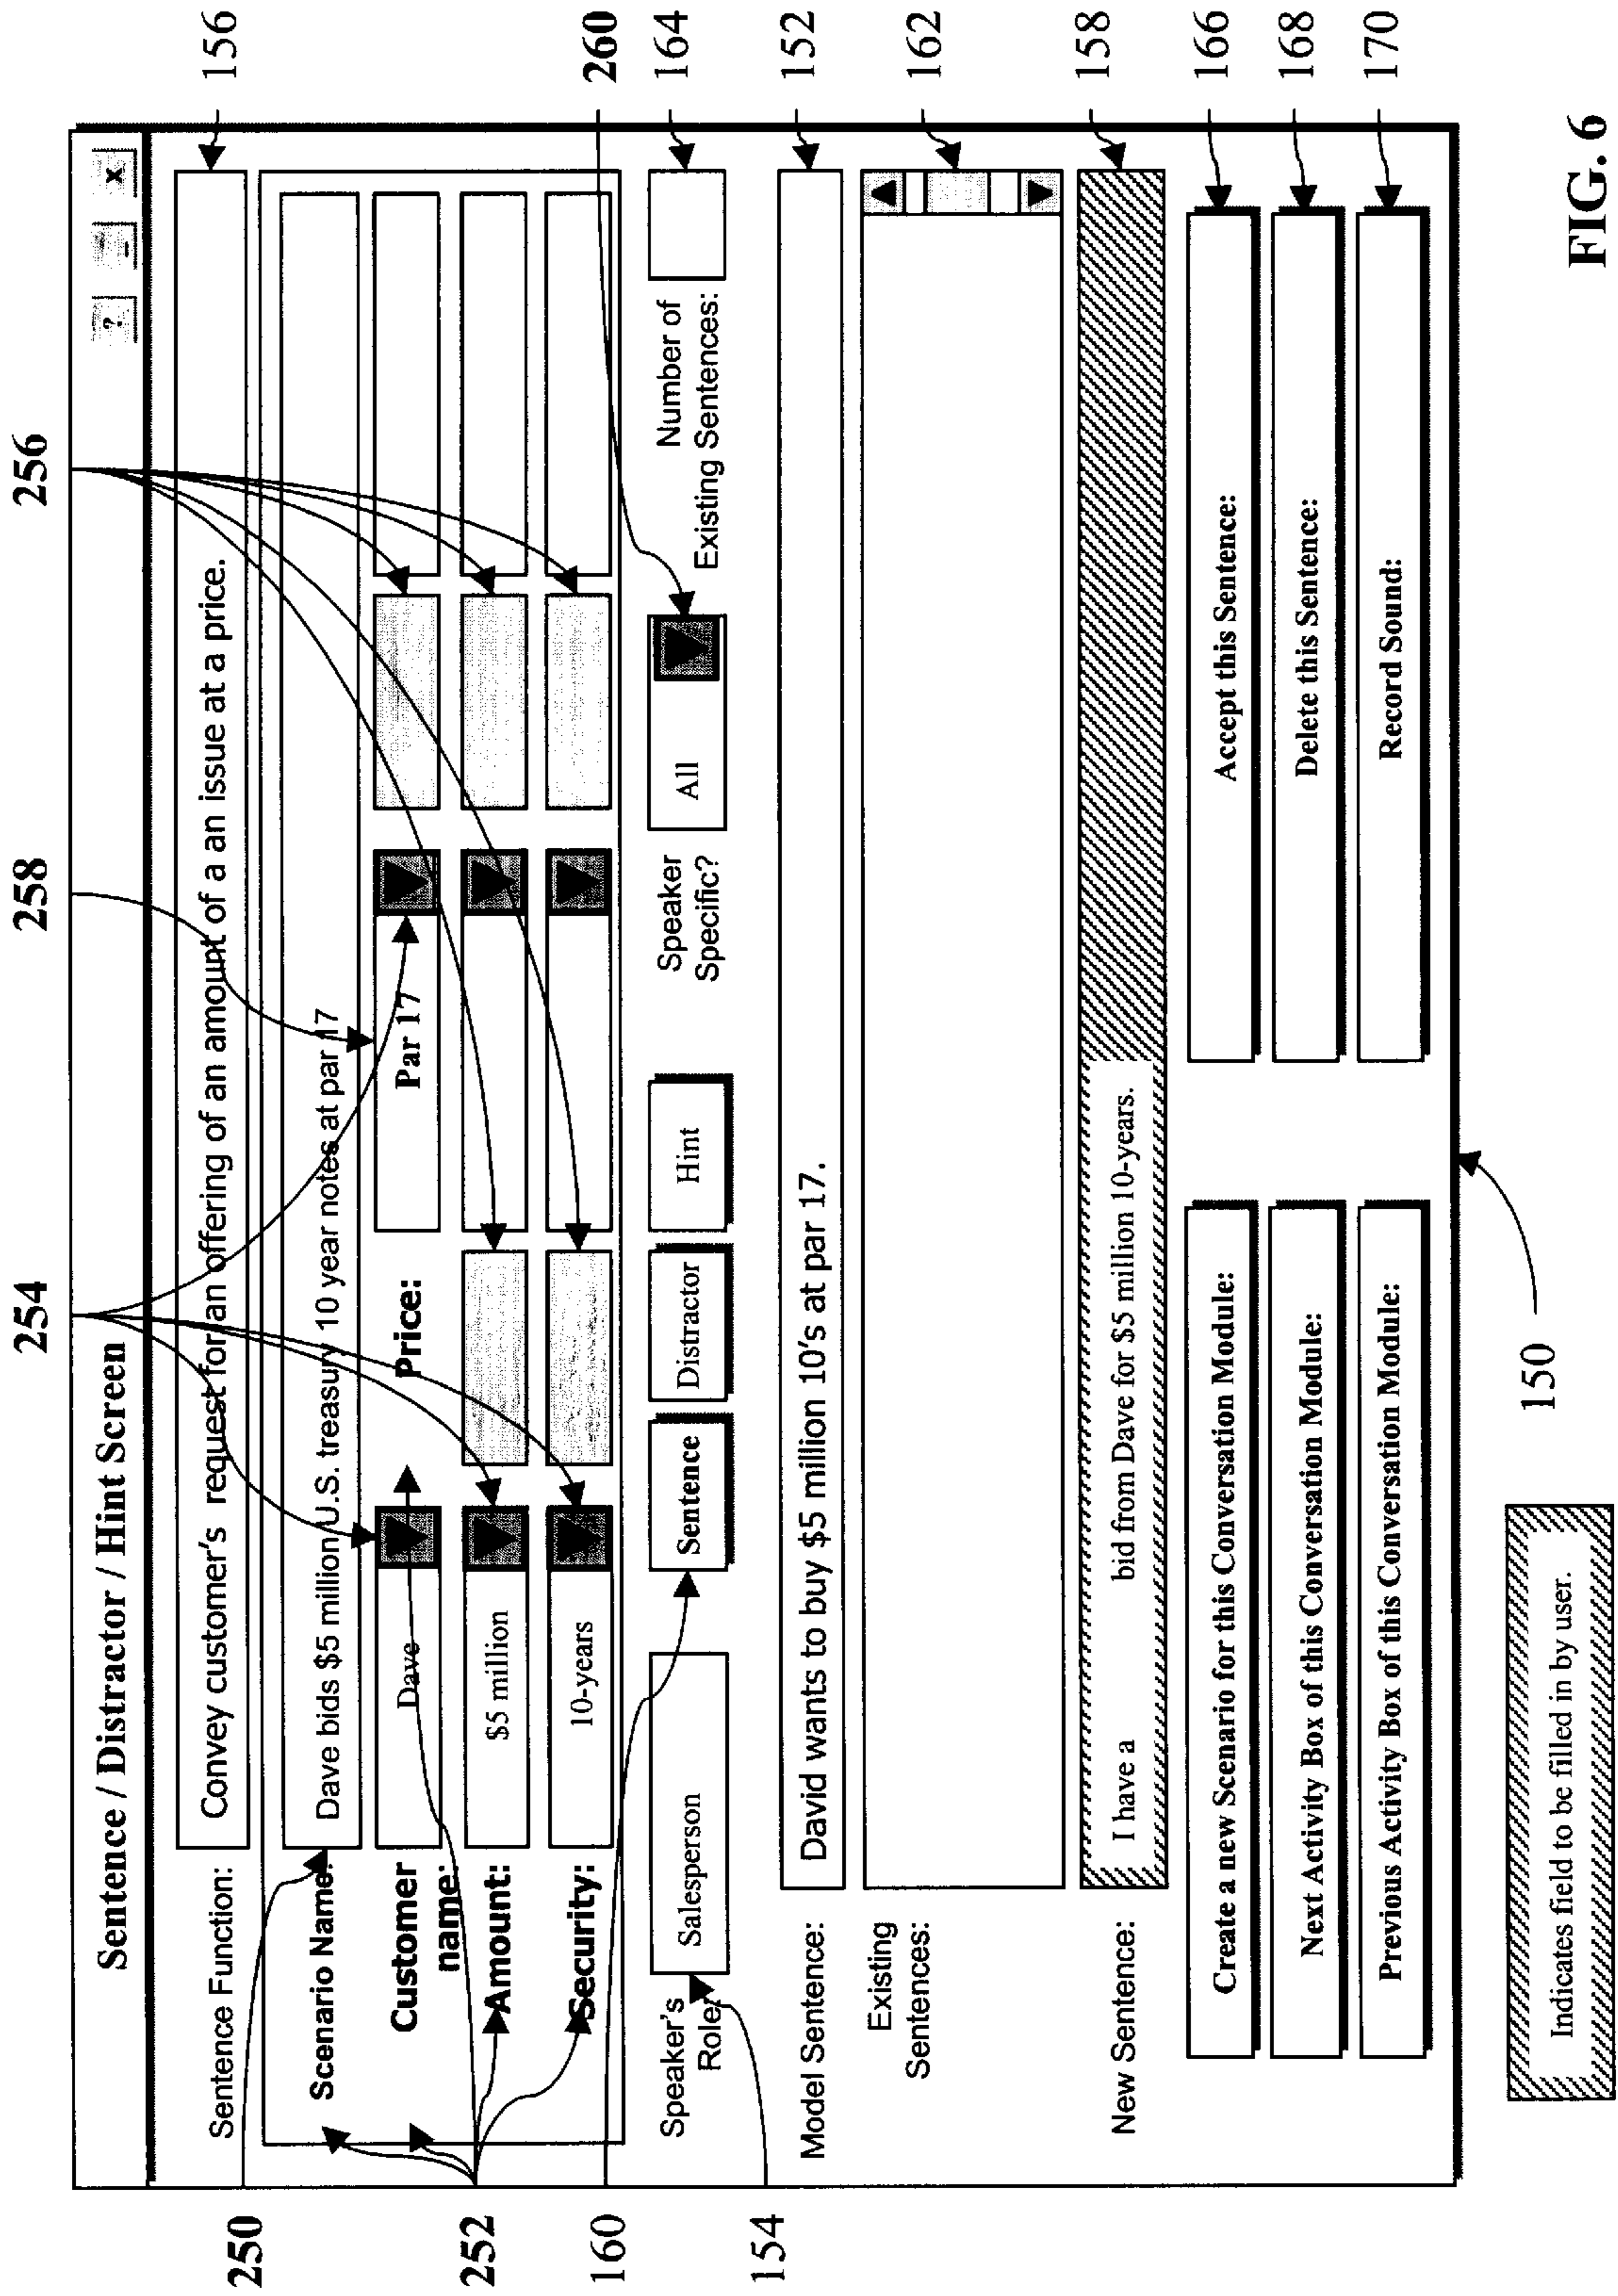 254 258 256
Sentence / Distractor / Hint Screen
? _ x
Sentence Function: Convey customer's request for an offering of an amount of a an issue at a price. 156
250
Scenario Name: Dave bids $5 million U.S. treasury 10 year notes at par 17
Customer name: Dave Price: Par 17
Amount: $5 million
252
Security: 10-years
160 260
Speaker's Role: Salesperson Sentence Distractor Hint Speaker Specific? All Number of Existing Sentences: 164
154
Model Sentence: David wants to buy $5 million 10's at par 17. 152
Existing Sentences: 162
New Sentence: I have a bid from Dave for $5 million 10-years. 158
Create a new Scenario for this Conversation Module: Accept this Sentence: 166
Next Activity Box of this Conversation Module: Delete this Sentence: 168
Previous Activity Box of this Conversation Module: Record Sound: 170
150
Indicates field to be filled in by user.
FIG. 6